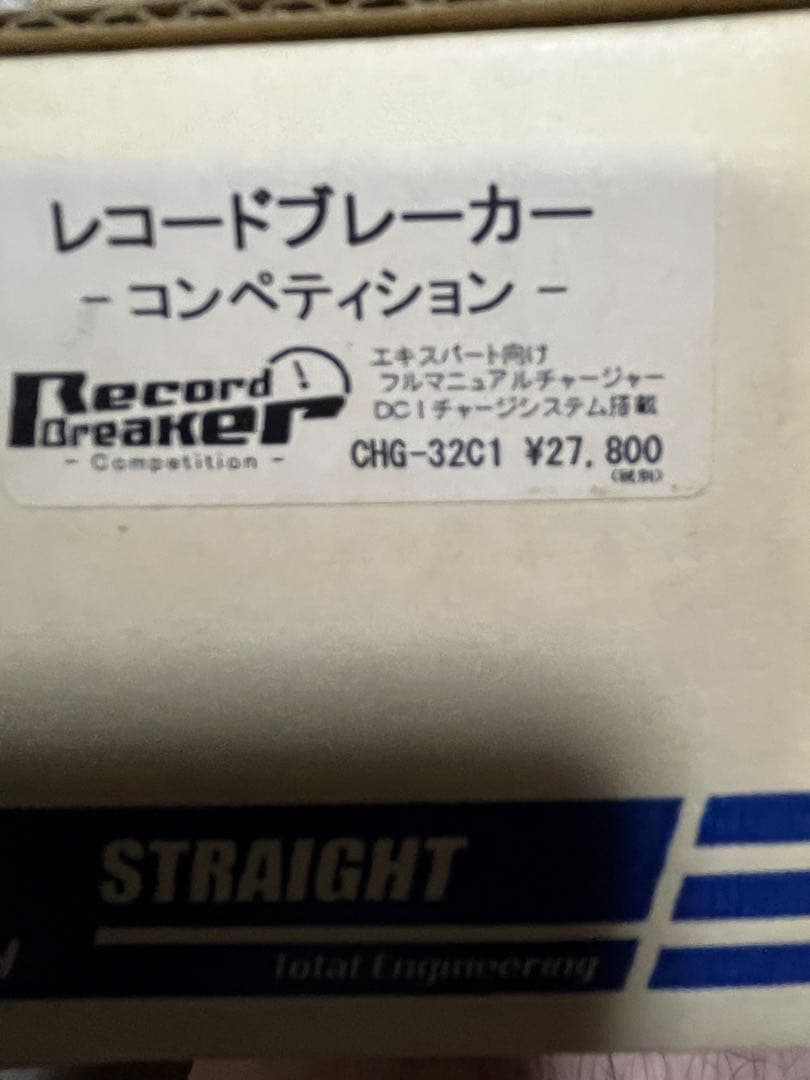 レコードブレーカー
-コンペティション-
Record Breaker
- Competition -
エキスパート向け
フルマニュアルチャージャー
DCIチャージシステム搭載
CHG-32C1 ¥27,800
(税別)
STRAIGHT
Total Engineering